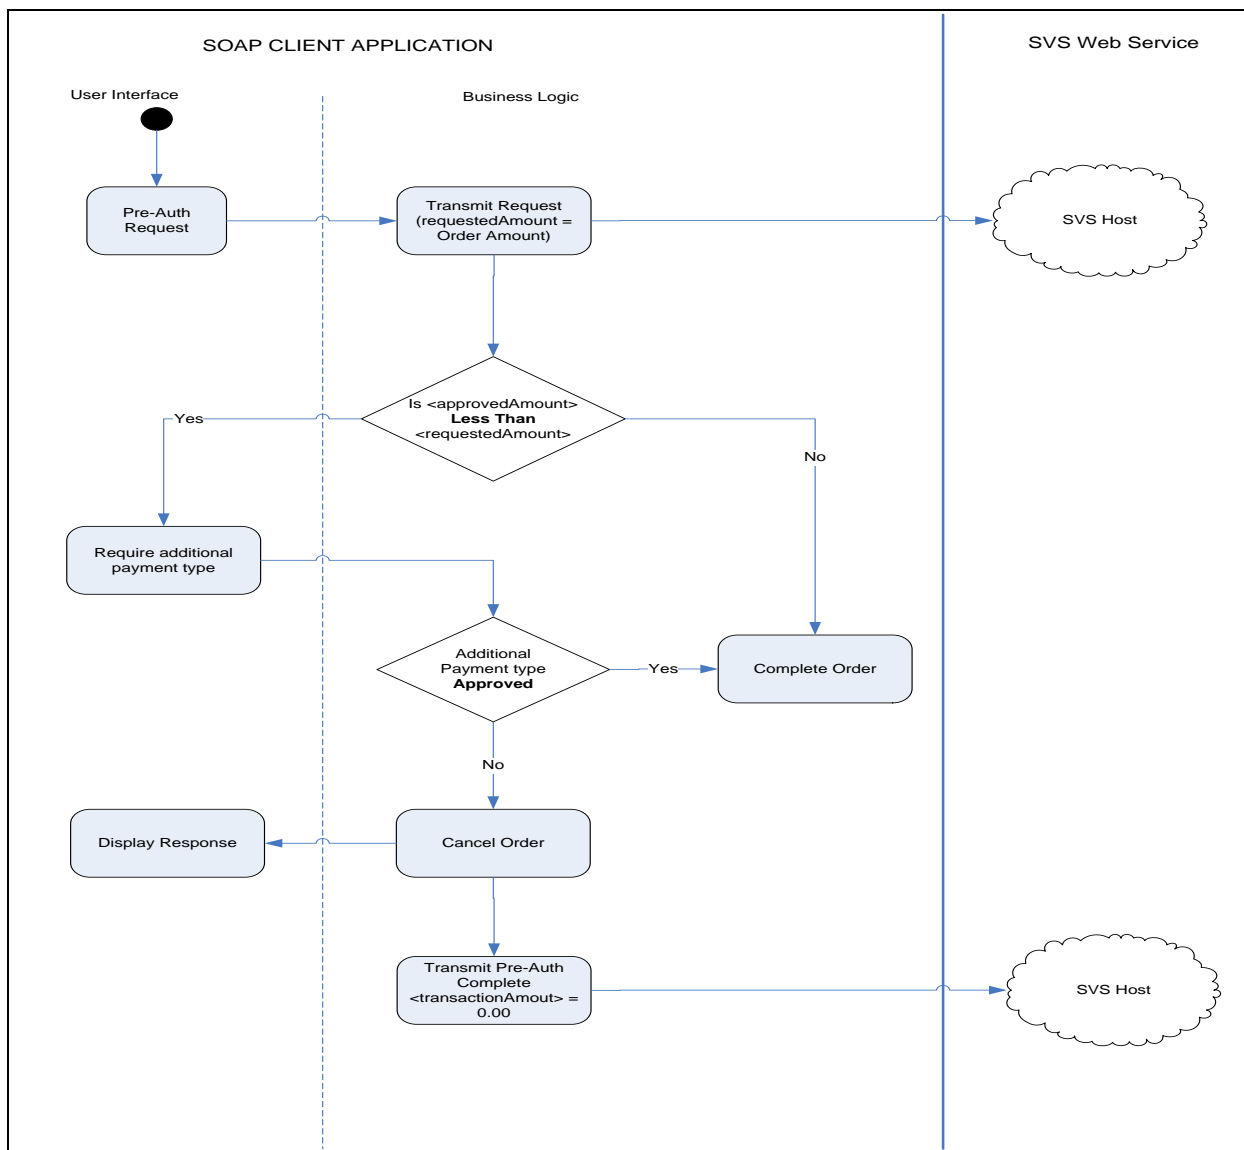 SOAP CLIENT APPLICATION
SVS Web Service
User Interface
Business Logic
Pre-Auth
Request
Transmit Request
(requestedAmount =
Order Amount)
SVS Host
Is <approvedAmount>
Less Than
<requestedAmount>
Yes
No
Require additional
payment type
Additional
Payment type
Approved
Yes
Complete Order
No
Display Response
Cancel Order
Transmit Pre-Auth
Complete
<transactionAmout> =
0.00
SVS Host